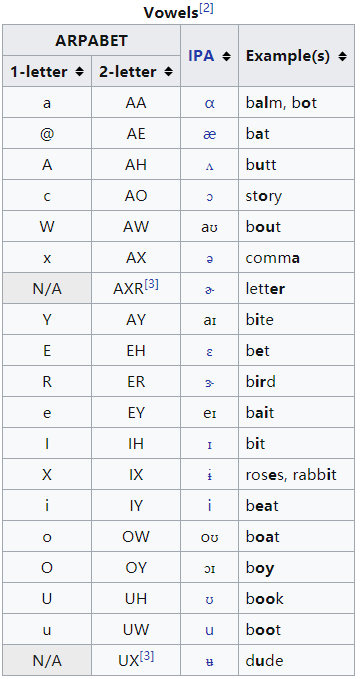 Vowels[2]
ARPABET IPA Example(s)
1-letter 2-letter
a AA ɑ balm, bot
@ AE æ bat
A AH ʌ butt
c AO ɔ story
W AW aʊ bout
x AX ə comma
N/A AXR[3] ɚ letter
Y AY aɪ bite
E EH ɛ bet
R ER ɝ bird
e EY eɪ bait
I IH ɪ bit
X IX ɨ roses, rabbit
i IY i beat
o OW oʊ boat
O OY ɔɪ boy
U UH ʊ book
u UW u boot
N/A UX[3] ʉ dude